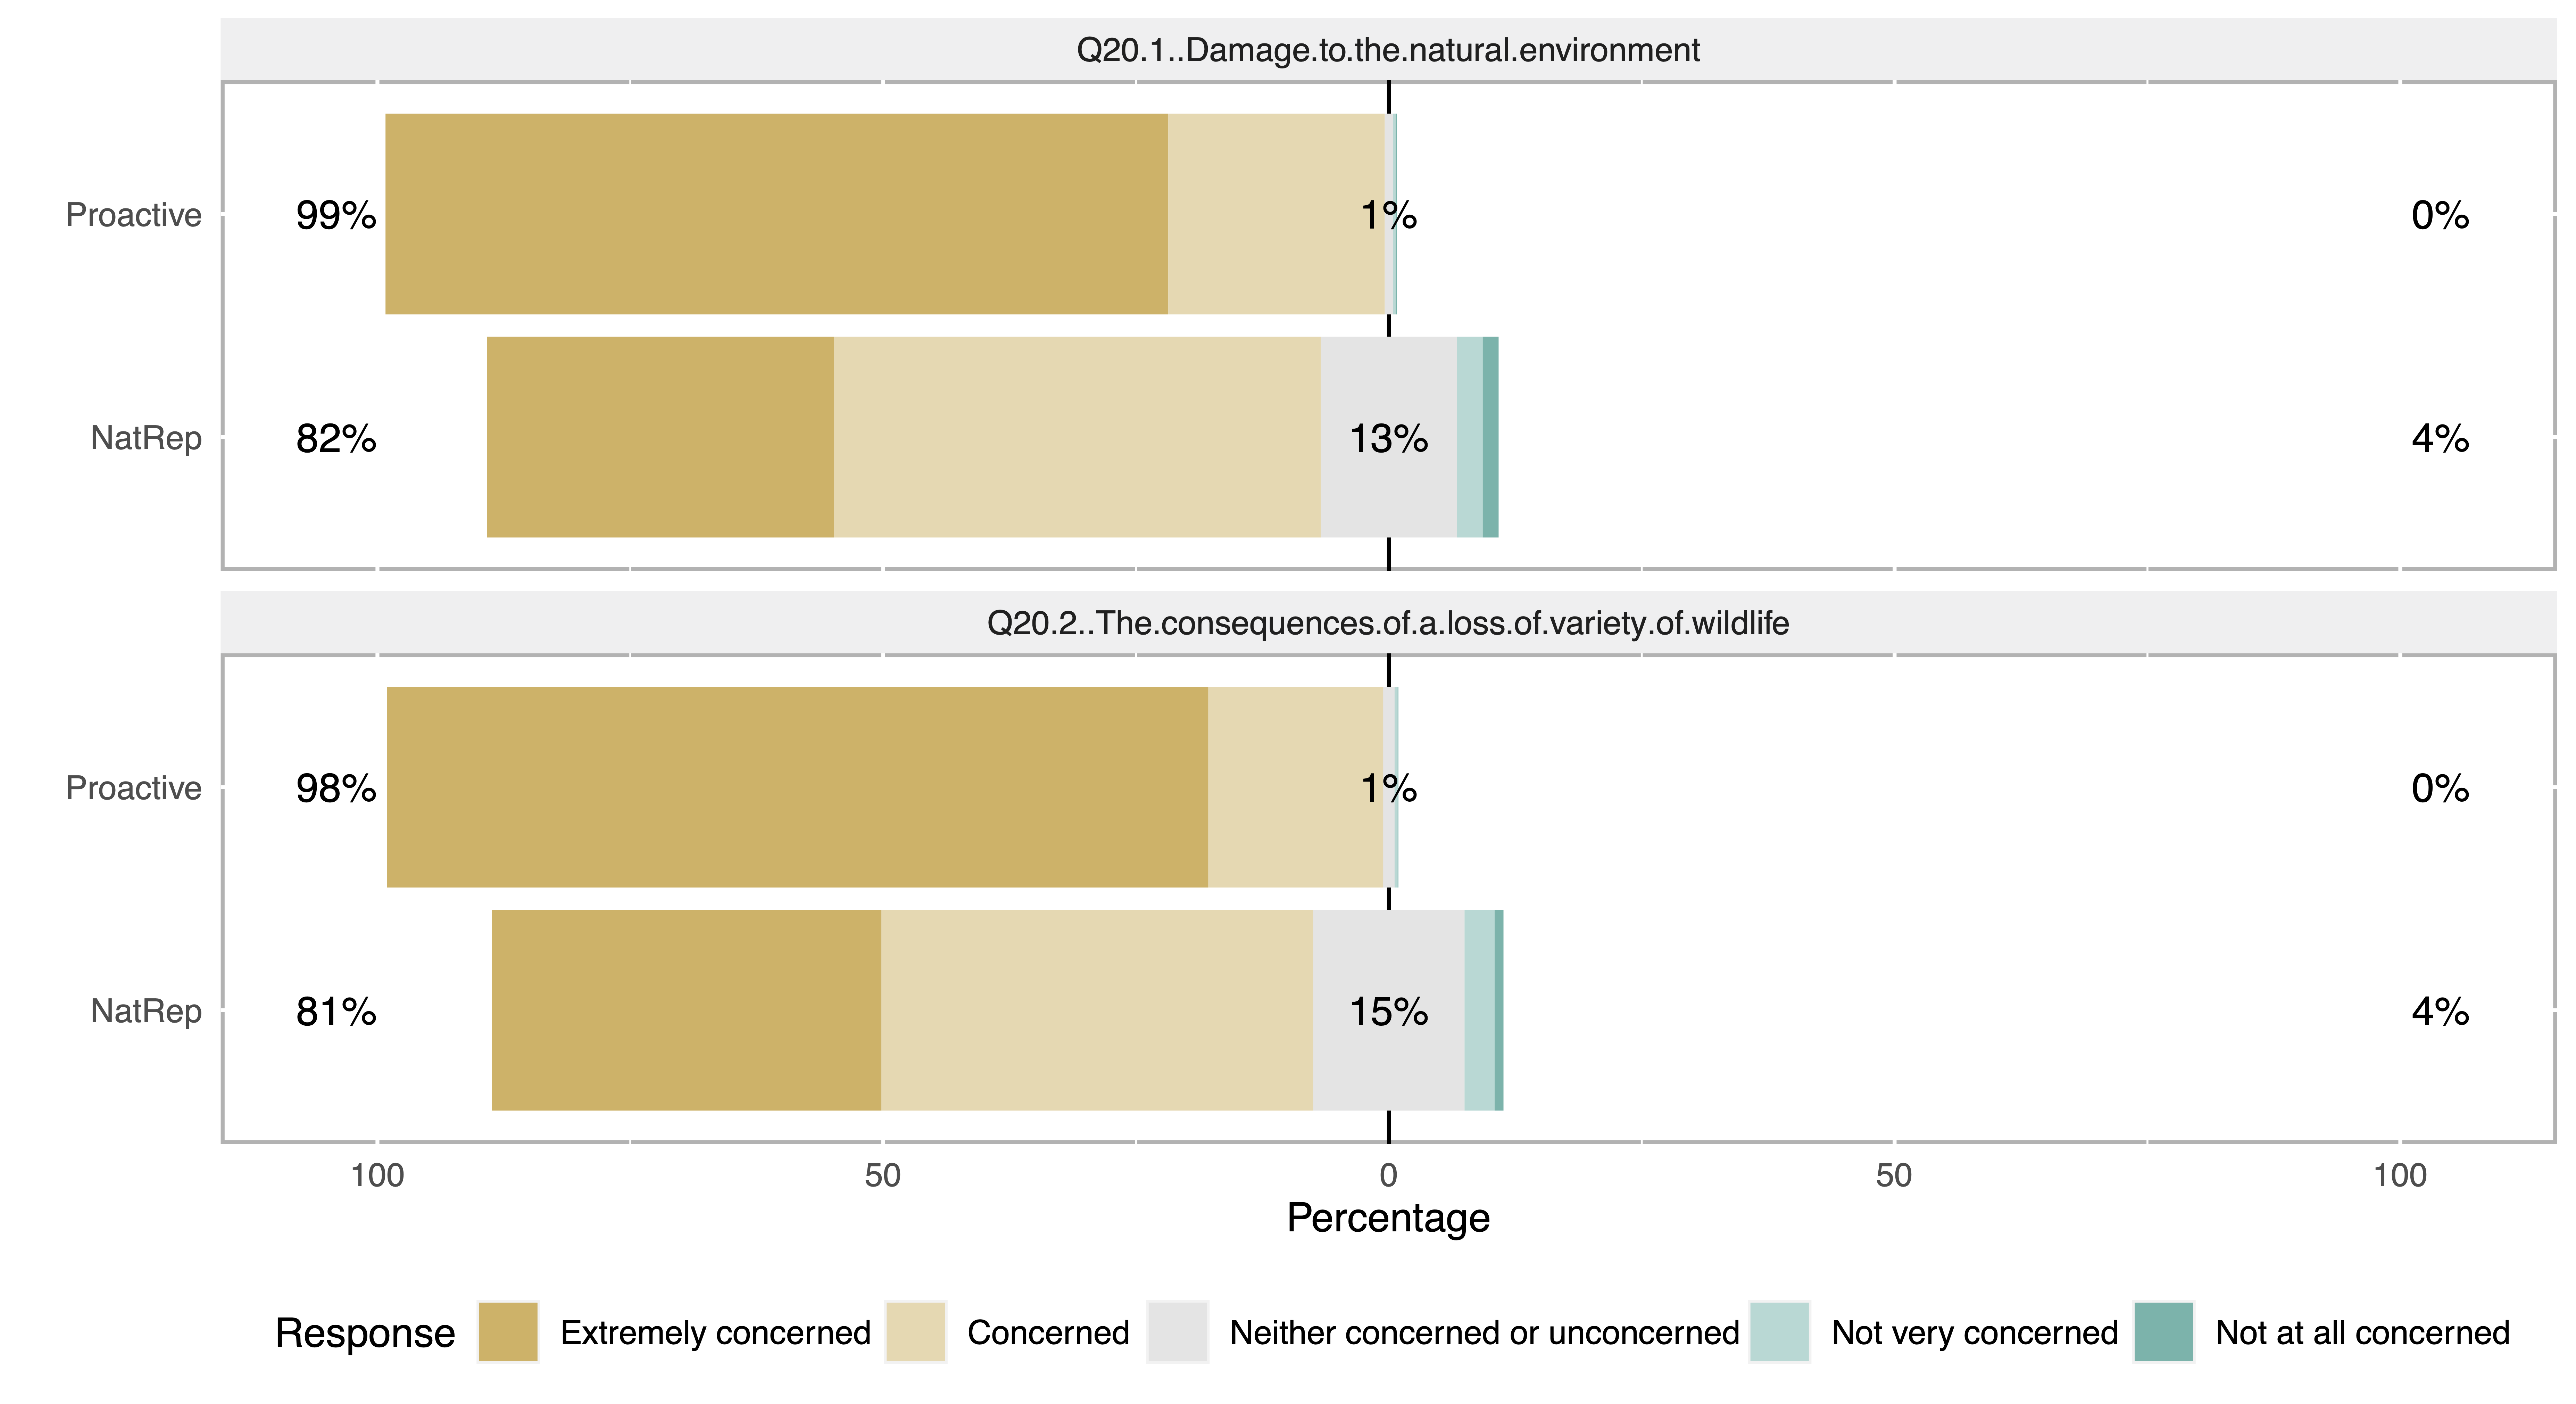 Q20.1..Damage.to.the.natural.environment
Proactive 99% 1% 0%
NatRep 82% 13% 4%
Q20.2..The.consequences.of.a.loss.of.variety.of.wildlife
Proactive 98% 1% 0%
NatRep 81% 15% 4%
100 50 0 50 100
Percentage
Response Extremely concerned Concerned Neither concerned or unconcerned Not very concerned Not at all concerned